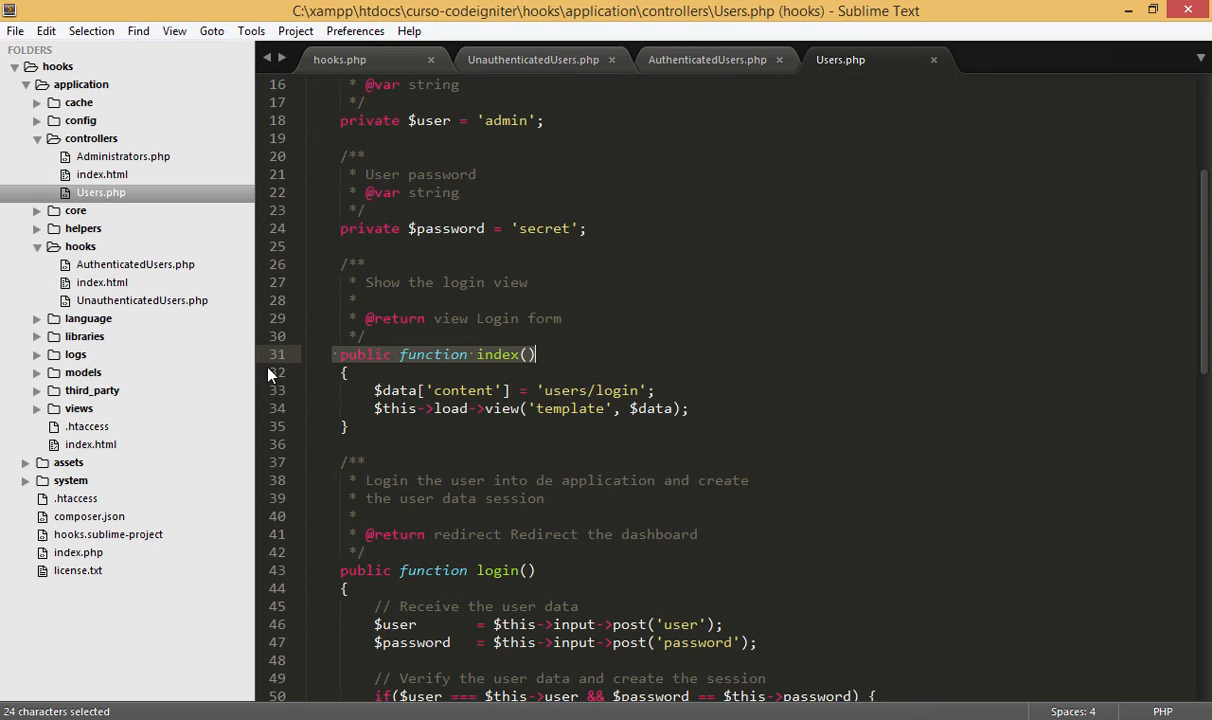 C:\xampp\htdocs\curso-codeigniter\hooks\application\controllers\Users.php (hooks) - Sublime Text
File Edit Selection Find View Goto Tools Project Preferences Help
FOLDERS
hooks
application
cache
config
controllers
Administrators.php
index.html
Users.php
core
helpers
hooks
AuthenticatedUsers.php
index.html
UnauthenticatedUsers.php
language
libraries
logs
models
third_party
views
.htaccess
index.html
assets
system
.htaccess
composer.json
hooks.sublime-project
index.php
license.txt
hooks.php UnauthenticatedUsers.php AuthenticatedUsers.php Users.php
16 * @var string
17 */
18 private $user = 'admin';
19
20 /**
21 * User password
22 * @var string
23 */
24 private $password = 'secret';
25
26 /**
27 * Show the login view
28 *
29 * @return view Login form
30 */
31 public function index()
32 {
33 $data['content'] = 'users/login';
34 $this->load->view('template', $data);
35 }
36
37 /**
38 * Login the user into de application and create
39 * the user data session
40 *
41 * @return redirect Redirect the dashboard
42 */
43 public function login()
44 {
45 // Receive the user data
46 $user = $this->input->post('user');
47 $password = $this->input->post('password');
48
49 // Verify the user data and create the session
50 if($user === $this->user && $password == $this->password) {
24 characters selected Spaces: 4 PHP